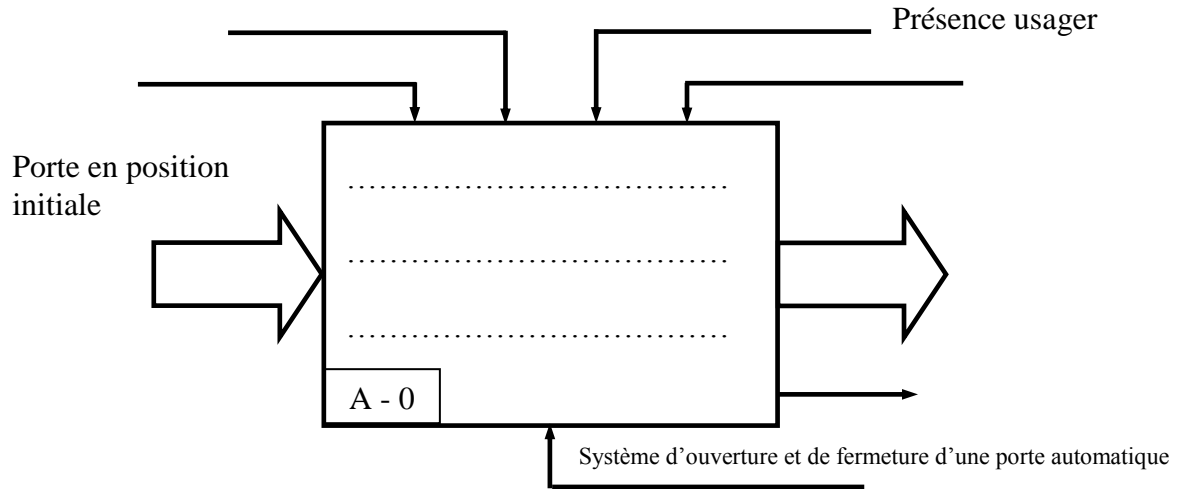 Présence usager
Porte en position
initiale
A - 0
Système d’ouverture et de fermeture d’une porte automatique